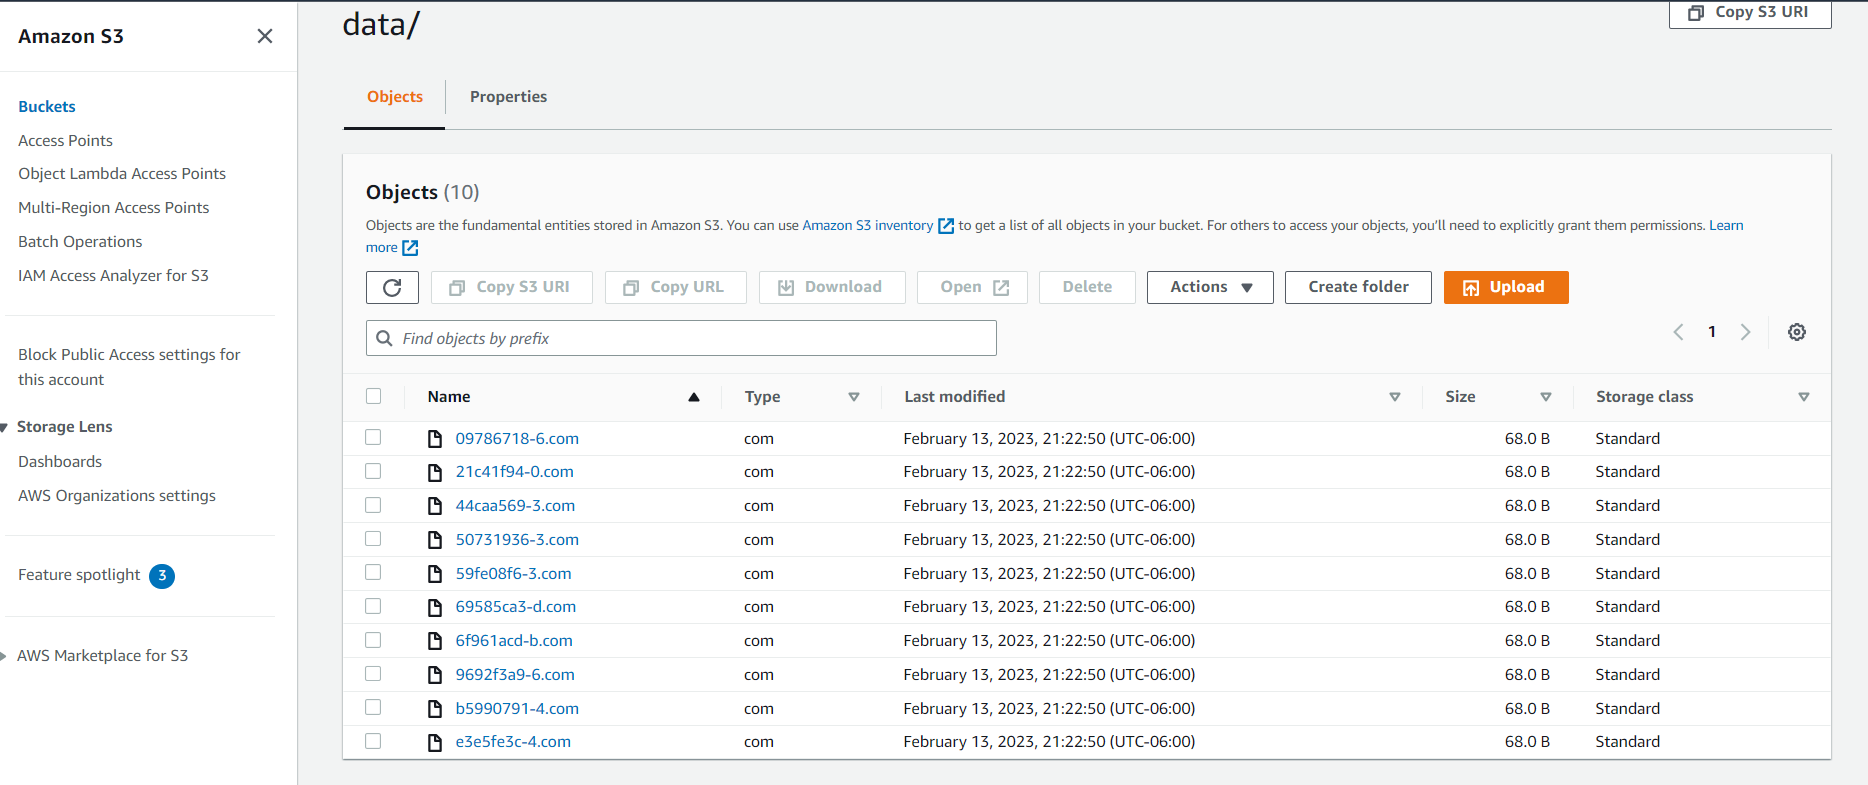 Amazon S3
Buckets
Access Points
Object Lambda Access Points
Multi-Region Access Points
Batch Operations
IAM Access Analyzer for S3
Block Public Access settings for
this account
Storage Lens
Dashboards
AWS Organizations settings
Feature spotlight 3
AWS Marketplace for S3
data/
Copy S3 URI
Objects Properties
Objects (10)
Objects are the fundamental entities stored in Amazon S3. You can use Amazon S3 inventory to get a list of all objects in your bucket. For others to access your objects, you'll need to explicitly grant them permissions. Learn
more
Copy S3 URI Copy URL Download Open Delete Actions Create folder Upload
Find objects by prefix
1
Name Type Last modified Size Storage class
09786718-6.com com February 13, 2023, 21:22:50 (UTC-06:00) 68.0 B Standard
21c41f94-0.com com February 13, 2023, 21:22:50 (UTC-06:00) 68.0 B Standard
44caa569-3.com com February 13, 2023, 21:22:50 (UTC-06:00) 68.0 B Standard
50731936-3.com com February 13, 2023, 21:22:50 (UTC-06:00) 68.0 B Standard
59fe08f6-3.com com February 13, 2023, 21:22:50 (UTC-06:00) 68.0 B Standard
69585ca3-d.com com February 13, 2023, 21:22:50 (UTC-06:00) 68.0 B Standard
6f961acd-b.com com February 13, 2023, 21:22:50 (UTC-06:00) 68.0 B Standard
9692f3a9-6.com com February 13, 2023, 21:22:50 (UTC-06:00) 68.0 B Standard
b5990791-4.com com February 13, 2023, 21:22:50 (UTC-06:00) 68.0 B Standard
e3e5fe3c-4.com com February 13, 2023, 21:22:50 (UTC-06:00) 68.0 B Standard